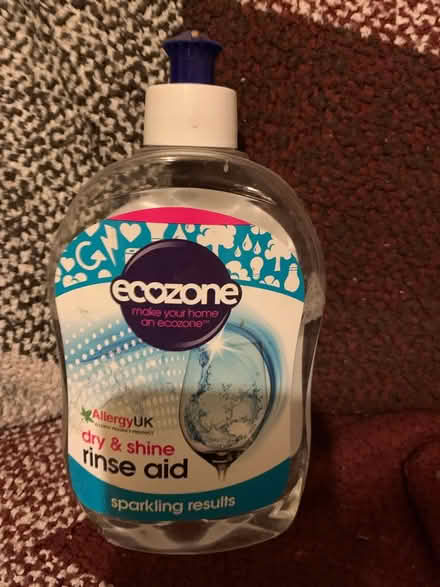 ecozone
make your home
an ecozone™
AllergyUK
dry & shine
rinse aid
sparkling results